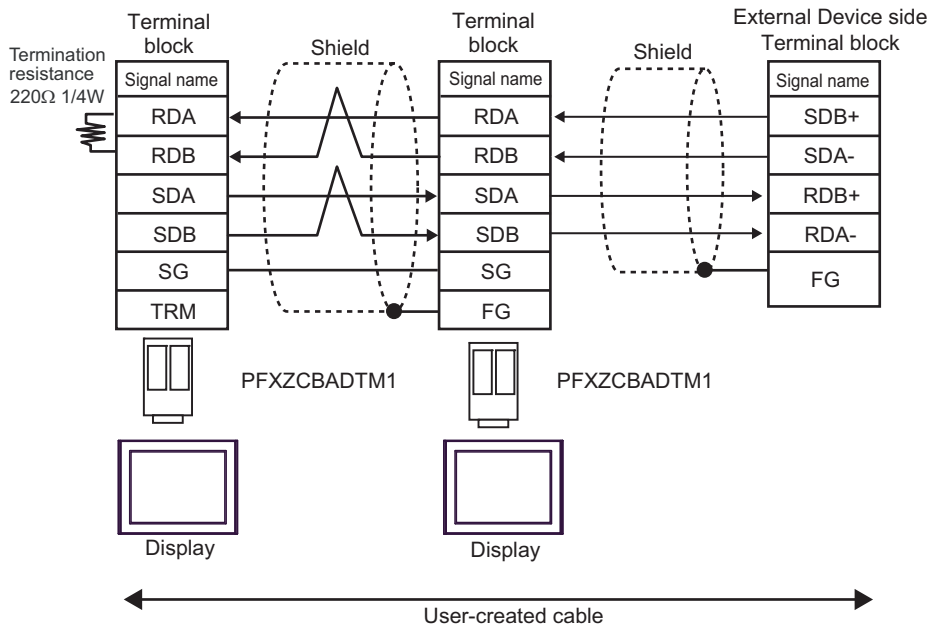 Termination
resistance
220Ω 1/4W
Terminal
block
Signal name
RDA
RDB
SDA
SDB
SG
TRM
Shield
Terminal
block
Signal name
RDA
RDB
SDA
SDB
SG
FG
Shield
External Device side
Terminal block
Signal name
SDB+
SDA-
RDB+
RDA-
FG
PFXZCBADTM1
PFXZCBADTM1
Display
Display
User-created cable